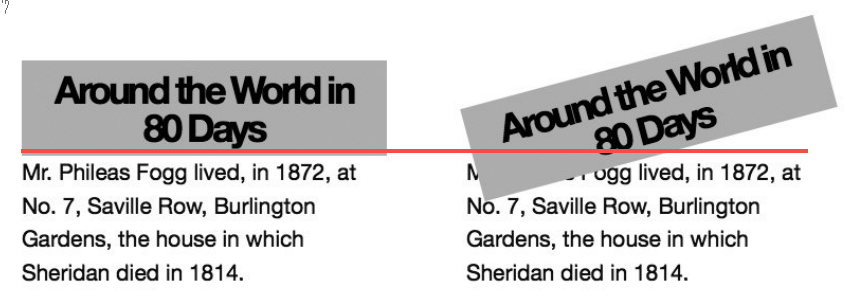 Around the World in
80 Days
Mr. Phileas Fogg lived, in 1872, at
No. 7, Saville Row, Burlington
Gardens, the house in which
Sheridan died in 1814.
Around the World in
80 Days
ogg lived, in 1872, at
No. 7, Saville Row, Burlington
Gardens, the house in which
Sheridan died in 1814.